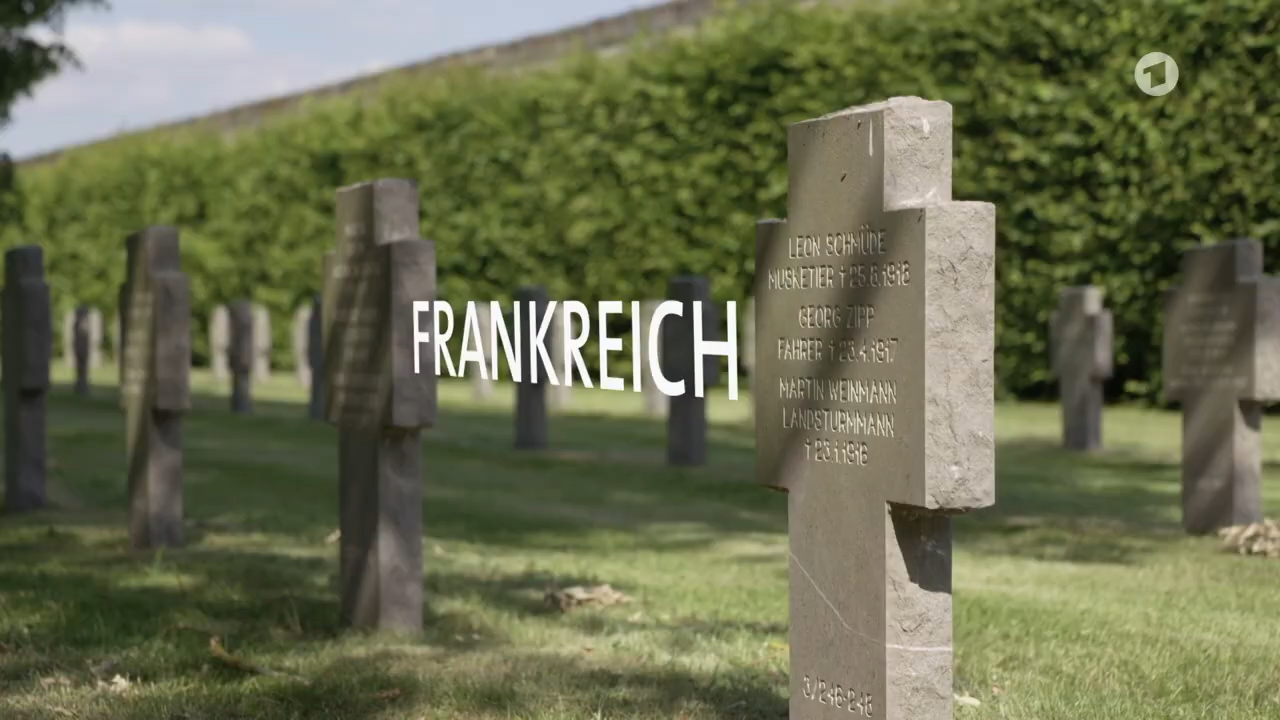 FRANKREICH
LEON SCHMÜDE
MUSKETIER † 25.6.1918
GEORG ZIPP
FAHRER † 23.4.1917
MARTIN WEINMANN
LANDSTURMMANN
† 23.1.1916
3/246-248